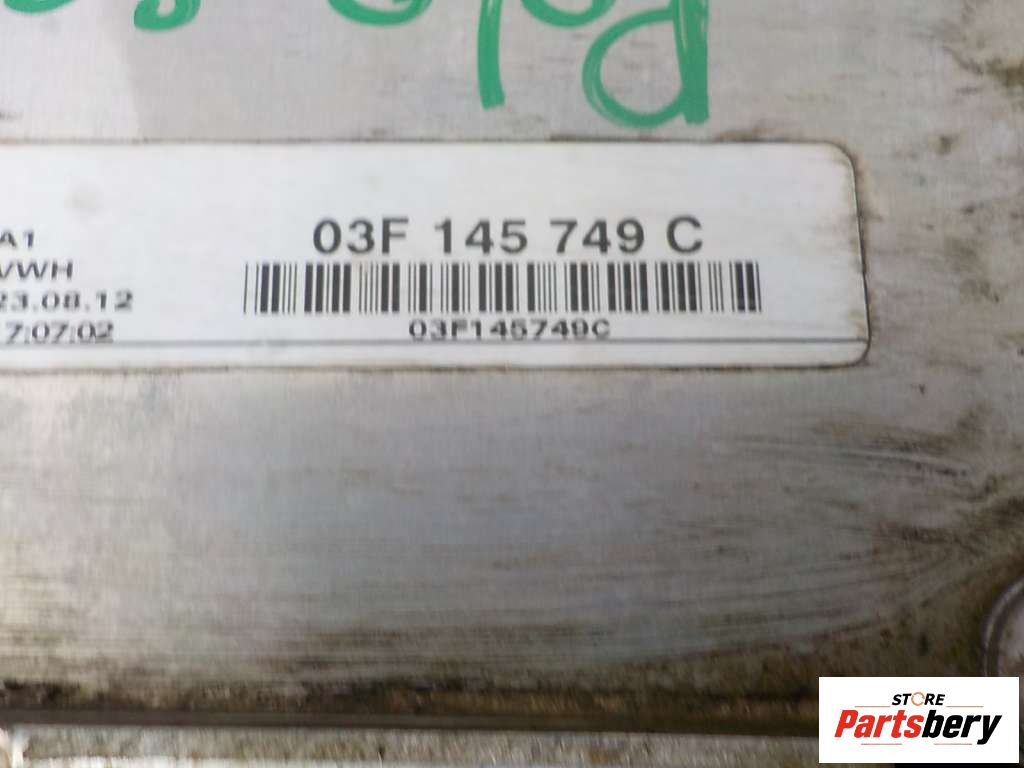 03F 145 749 C
A1
VWH
23.08.12
7:07:02
03F145749C
STORE
Partsbery